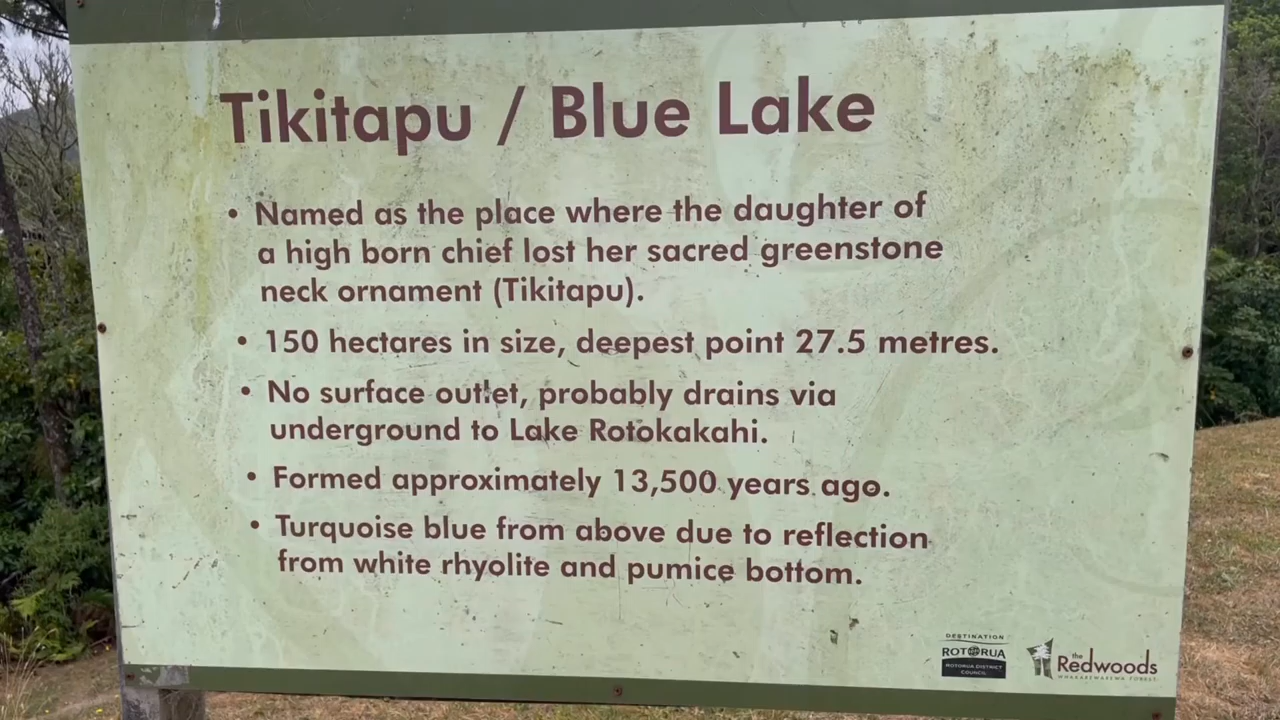 Tikitapu / Blue Lake
• Named as the place where the daughter of
a high born chief lost her sacred greenstone
neck ornament (Tikitapu).
• 150 hectares in size, deepest point 27.5 metres.
• No surface outlet, probably drains via
underground to Lake Rotokakahi.
• Formed approximately 13,500 years ago.
• Turquoise blue from above due to reflection
from white rhyolite and pumice bottom.
DESTINATION
ROTORUA
ROTORUA DISTRICT
COUNCIL
the
Redwoods
WHAKAREWAREWA FOREST